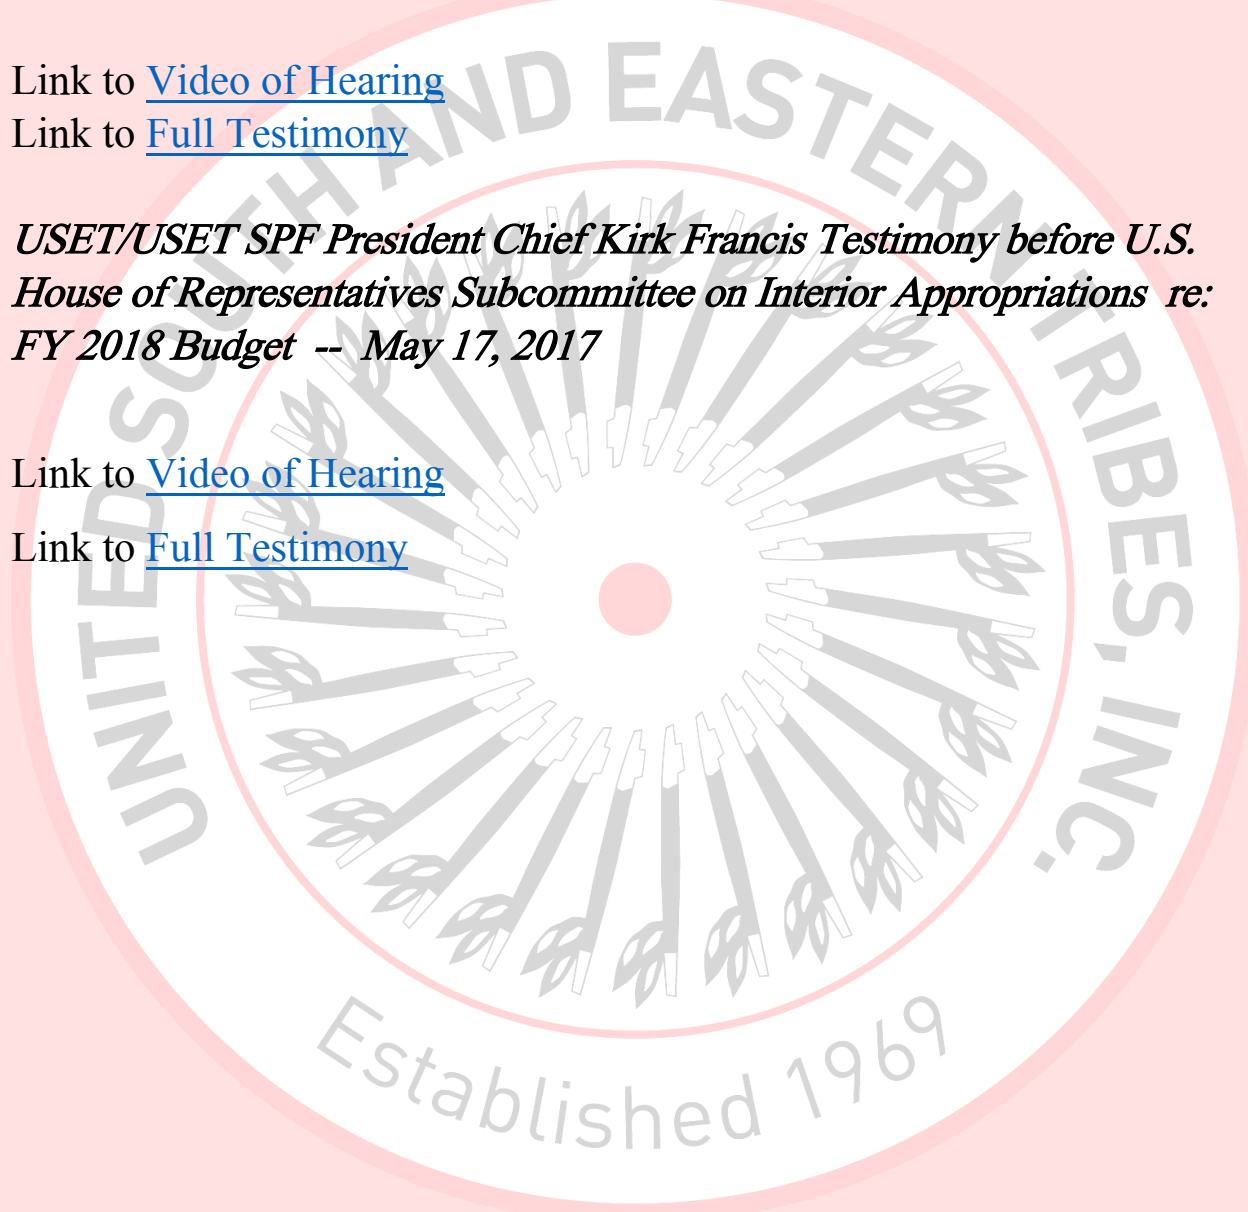 Link to Video of Hearing
Link to Full Testimony
USET/USET SPF President Chief Kirk Francis Testimony before U.S.
House of Representatives Subcommittee on Interior Appropriations  re:
FY 2018 Budget  --  May 17, 2017
Link to Video of Hearing
Link to Full Testimony
UNITED SOUTH AND EASTERN TRIBES, INC.
Established 1969